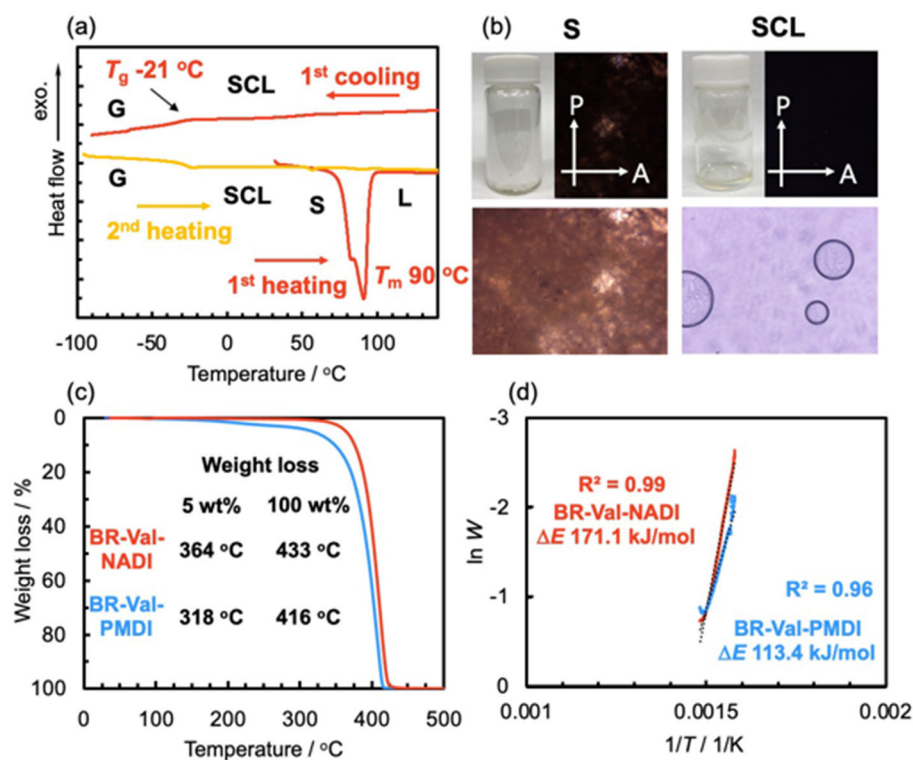 (a)
exo.
Heat flow
T_g -21 °C
SCL
1st cooling
G
G
SCL
S
L
2nd heating
1st heating
T_m 90 °C
-100 -50 0 50 100
Temperature / °C
(b)
S
SCL
P
A
P
A
(c)
Weight loss / %
0
20
40
60
80
100
Weight loss
5 wt% 100 wt%
BR-Val-
NADI
364 °C 433 °C
BR-Val-
PMDI
318 °C 416 °C
0 100 200 300 400 500
Temperature / °C
(d)
ln W
-3
-2
-1
0
R² = 0.99
BR-Val-NADI
ΔE 171.1 kJ/mol
R² = 0.96
BR-Val-PMDI
ΔE 113.4 kJ/mol
0.001 0.0015 0.002
1/T / 1/K